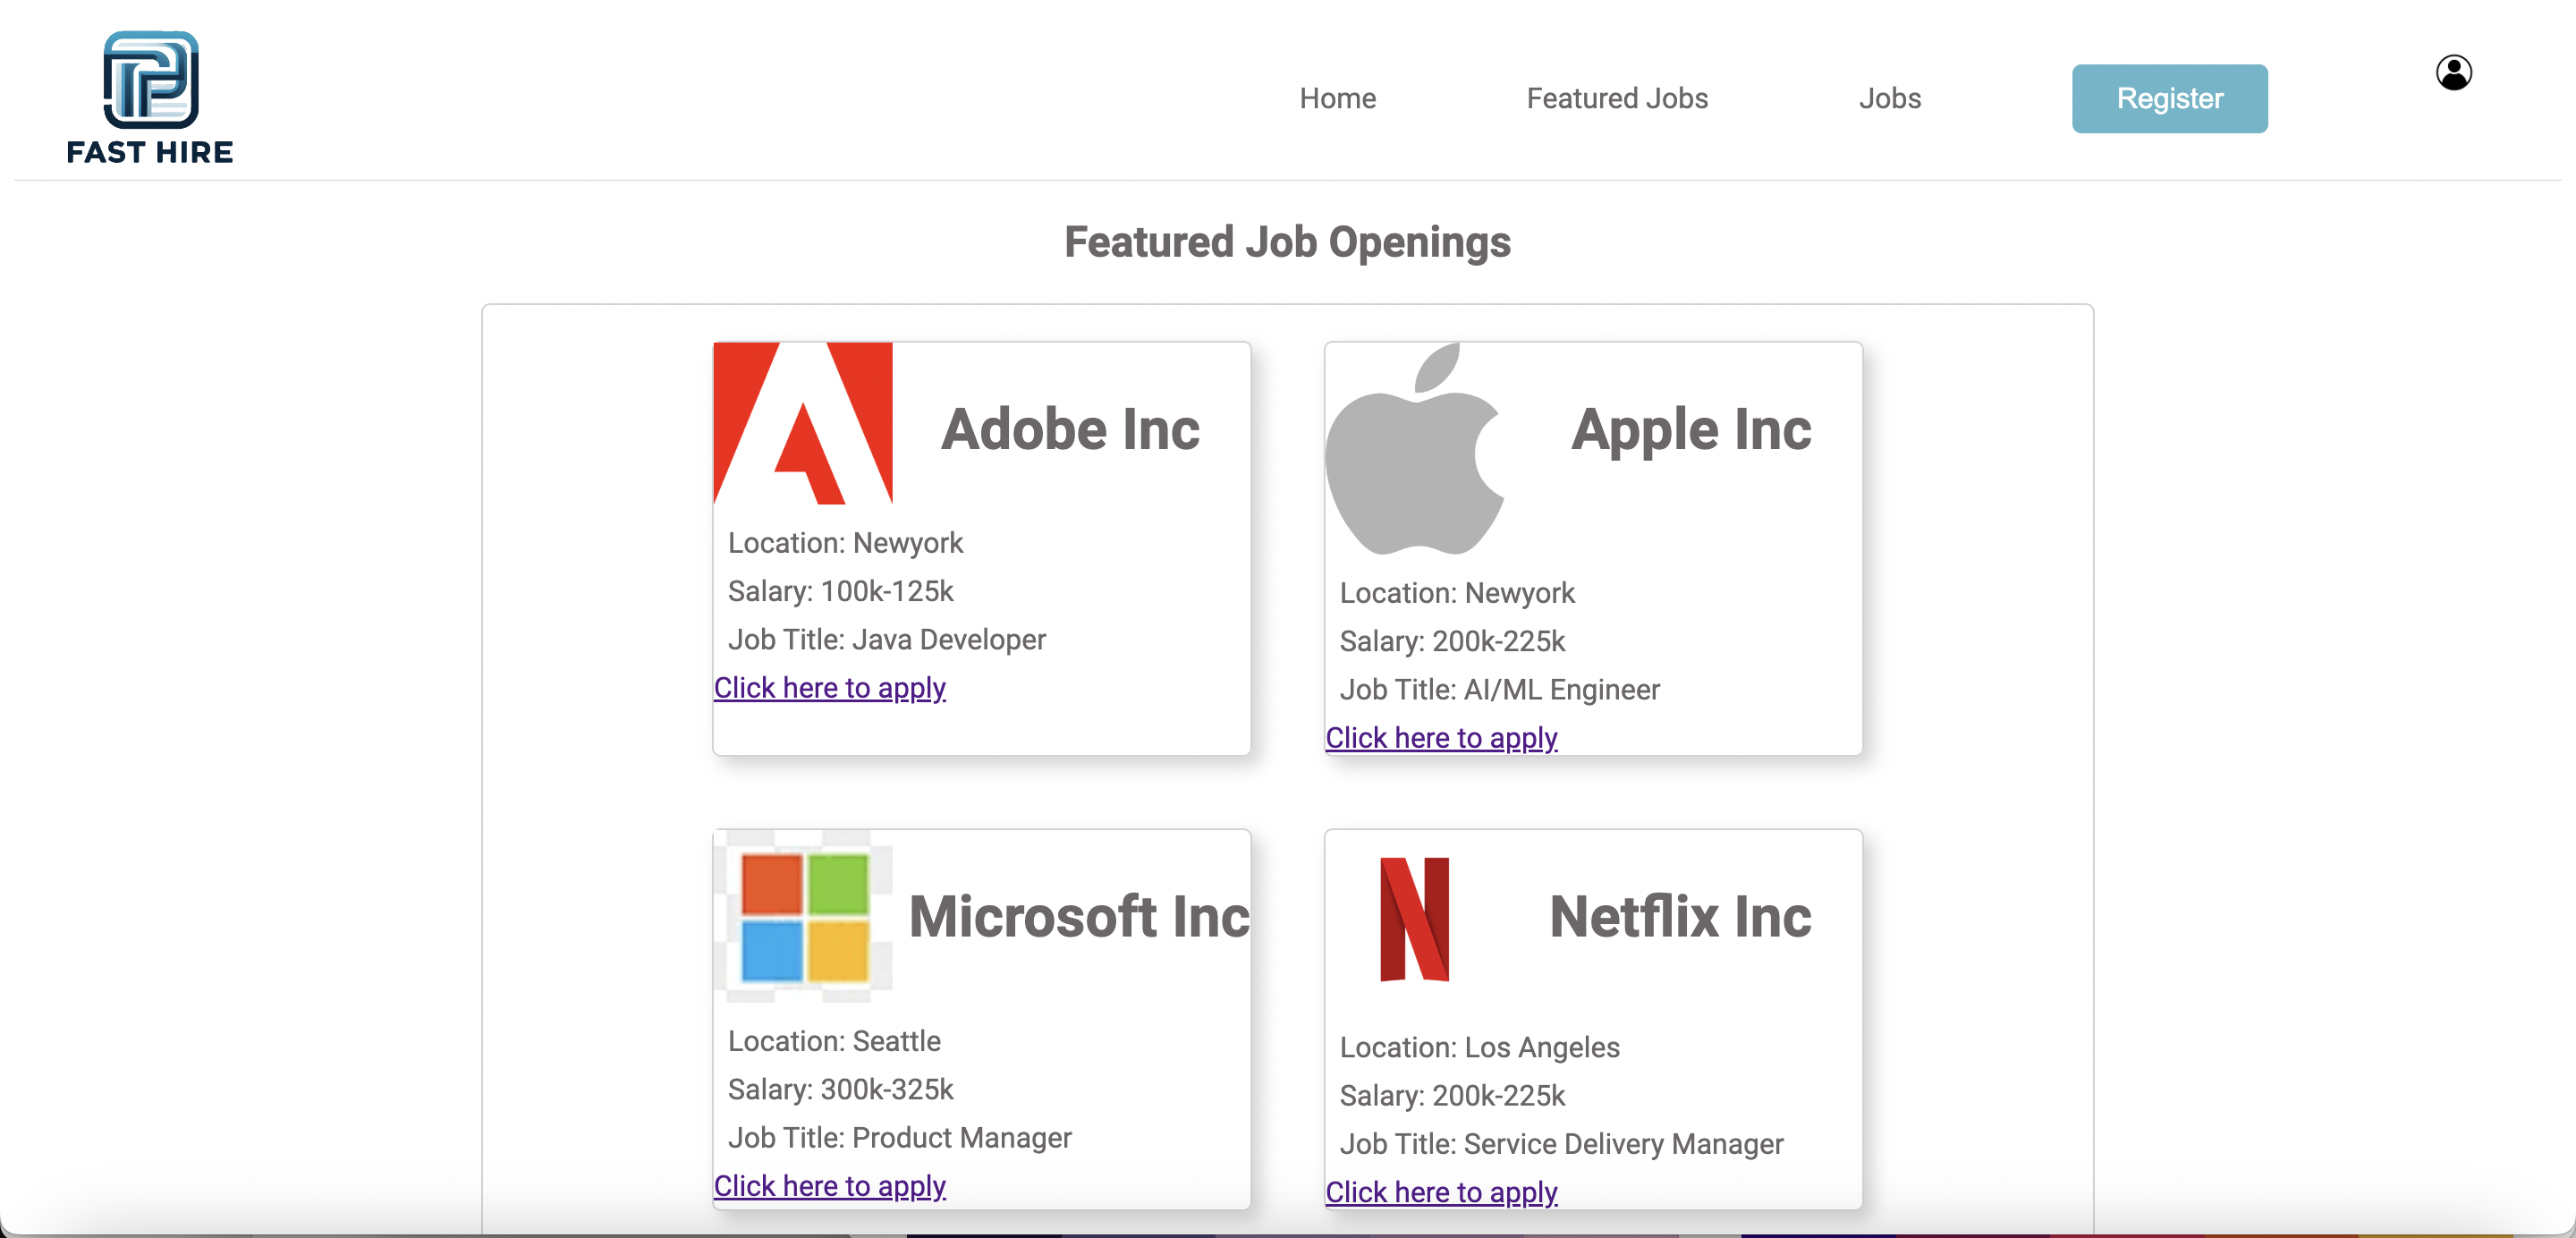 FAST HIRE
Home
Featured Jobs
Jobs
Register
Featured Job Openings
Adobe Inc
Location: Newyork
Salary: 100k-125k
Job Title: Java Developer
Click here to apply
Apple Inc
Location: Newyork
Salary: 200k-225k
Job Title: AI/ML Engineer
Click here to apply
Microsoft Inc
Location: Seattle
Salary: 300k-325k
Job Title: Product Manager
Click here to apply
Netflix Inc
Location: Los Angeles
Salary: 200k-225k
Job Title: Service Delivery Manager
Click here to apply